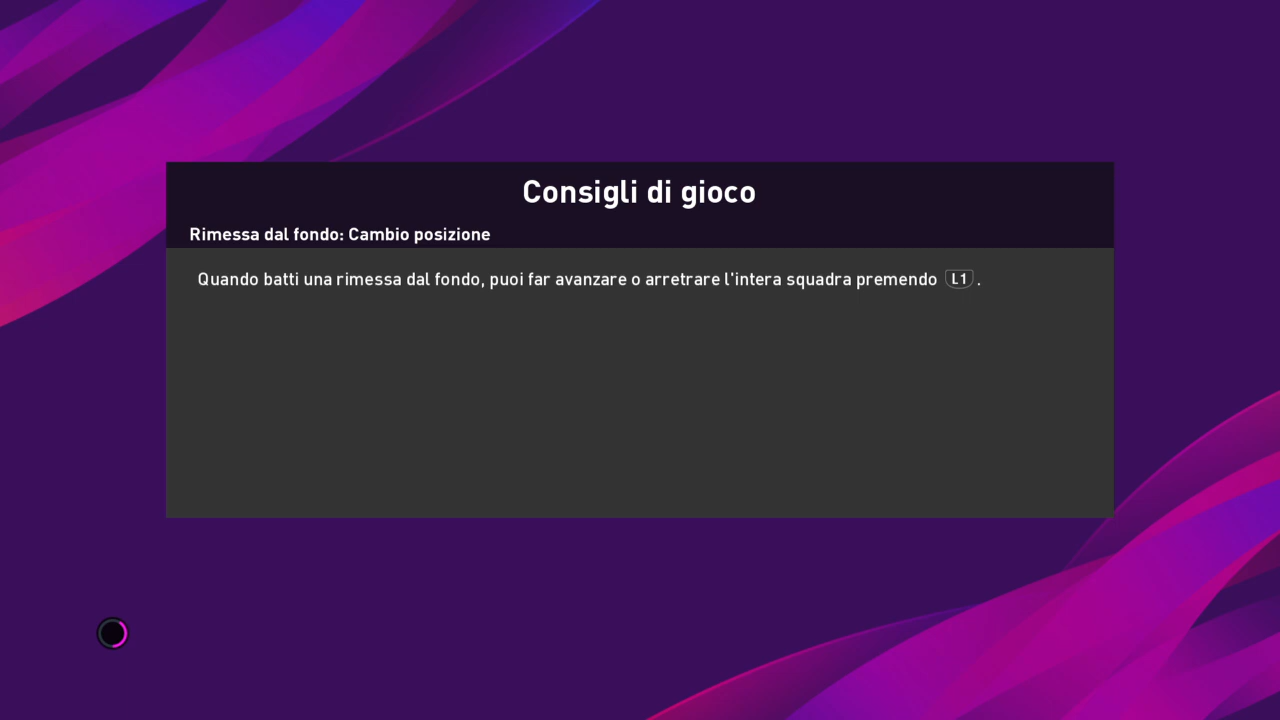 Consigli di gioco
Rimessa dal fondo: Cambio posizione
Quando batti una rimessa dal fondo, puoi far avanzare o arretrare l'intera squadra premendo L1 .